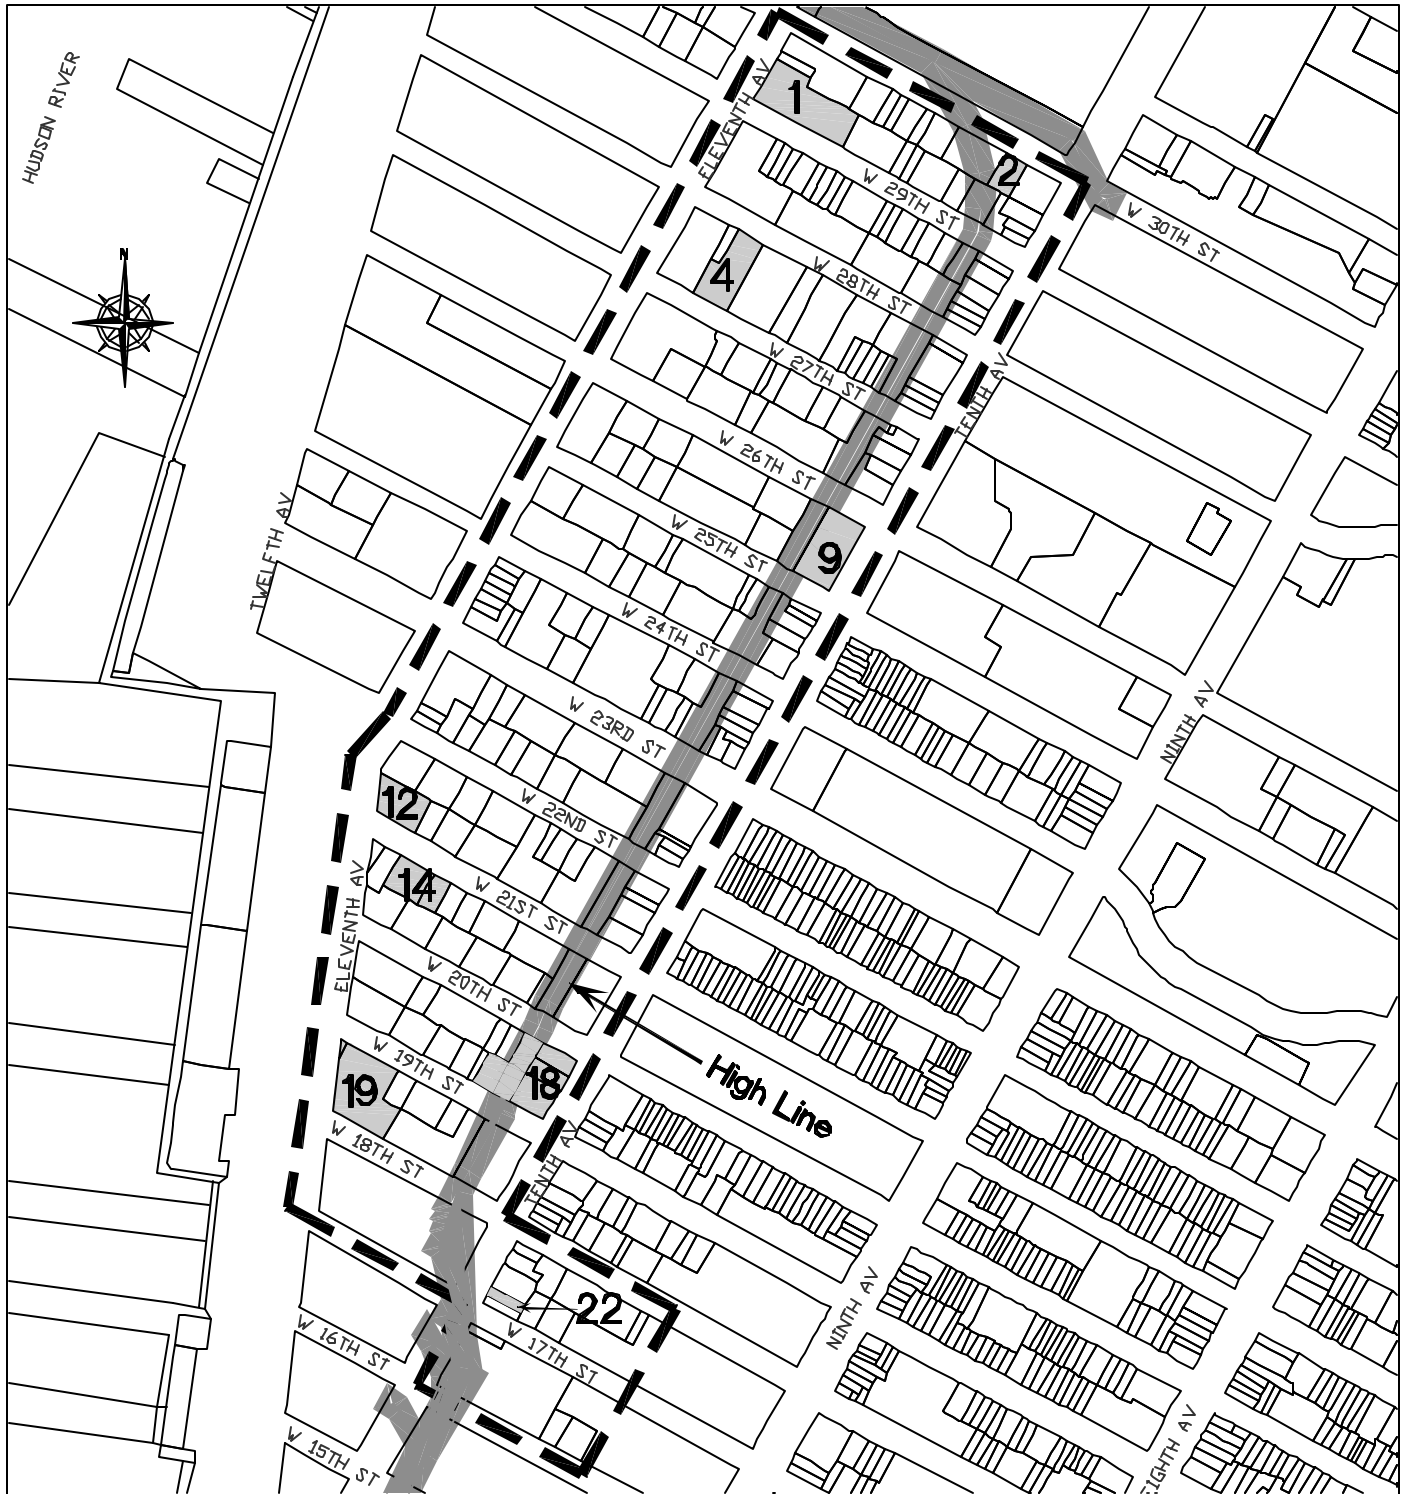 HUDSON RIVER
N
ELEVENTH AV
1
2
W 29TH ST
W 30TH ST
4
W 28TH ST
W 27TH ST
TENTH AV
W 26TH ST
TWELFTH AV
W 25TH ST
9
W 24TH ST
W 23RD ST
NINTH AV
12
W 22ND ST
14
W 21ST ST
ELEVENTH AV
W 20TH ST
W 19TH ST
18
High Line
19
W 18TH ST
TENTH AV
22
W 17TH ST
W 16TH ST
NINTH AV
W 15TH ST
EIGHTH AV